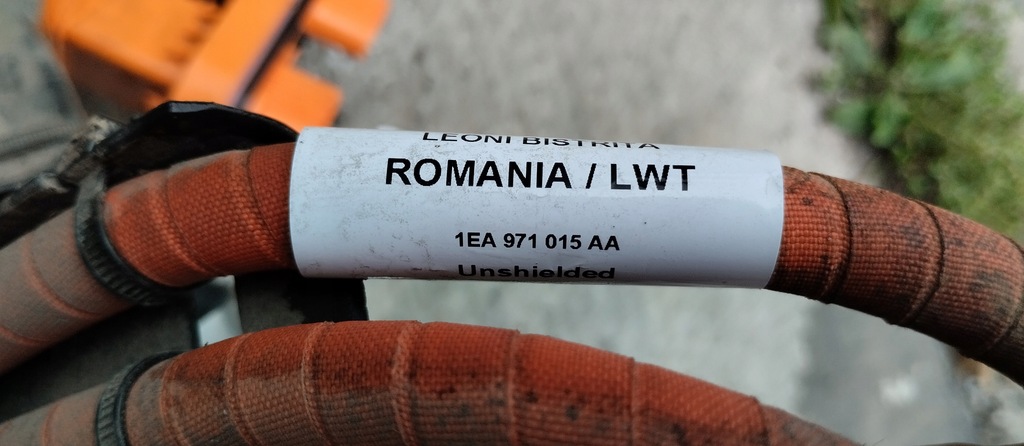 LEONI BISTRITA
ROMANIA / LWT
1EA 971 015 AA
Unshielded